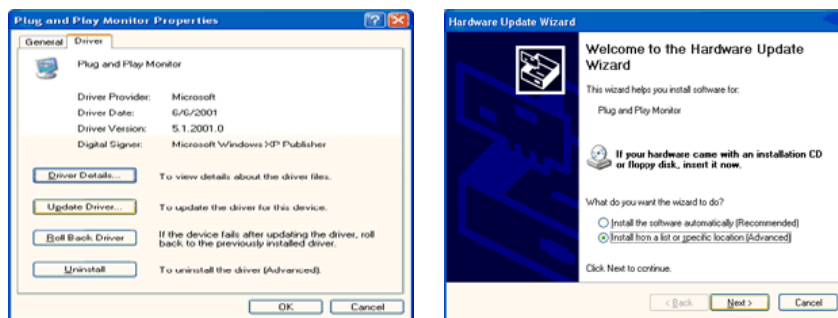 Plug and Play Monitor Properties
General
Driver
Plug and Play Monitor
Driver Provider: Microsoft
Driver Date: 6/6/2001
Driver Version: 5.1.2001.0
Digital Signer: Microsoft Windows XP Publisher
Driver Details... To view details about the driver files.
Update Driver... To update the driver for this device.
Roll Back Driver If the device fails after updating the driver, roll
back to the previously installed driver.
Uninstall To uninstall the driver (Advanced).
OK Cancel
Hardware Update Wizard
Welcome to the Hardware Update
Wizard
This wizard helps you install software for:
Plug and Play Monitor
If your hardware came with an installation CD
or floppy disk, insert it now.
What do you want the wizard to do?
Install the software automatically (Recommended)
Install from a list or specific location (Advanced)
Click Next to continue.
< Back Next > Cancel